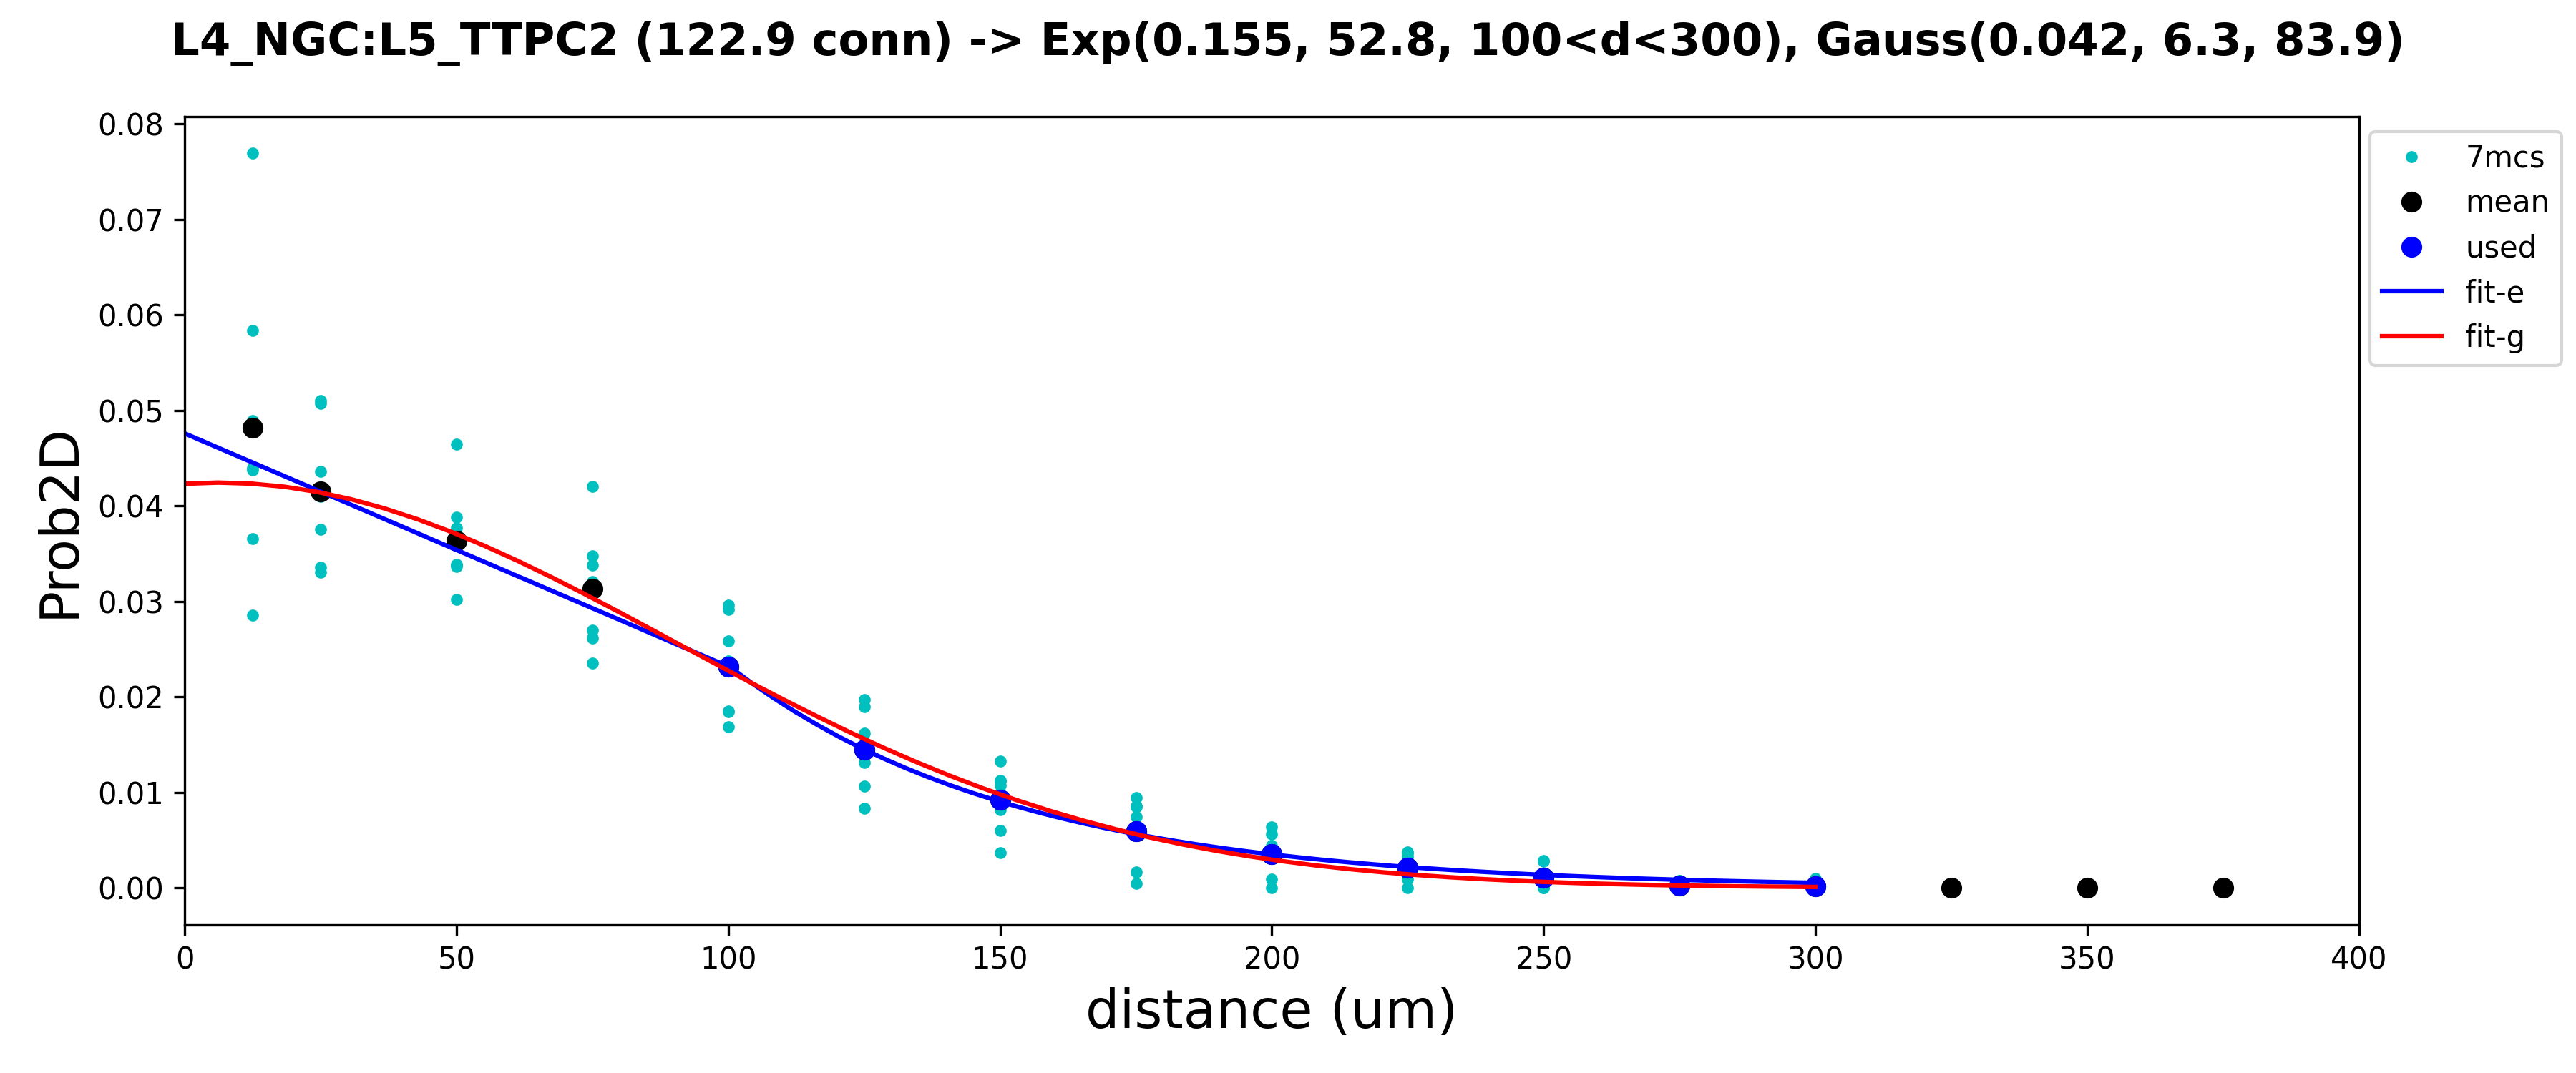 L4_NGC:L5_TTPC2 (122.9 conn) -> Exp(0.155, 52.8, 100<d<300), Gauss(0.042, 6.3, 83.9)
0.08
0.07
0.06
0.05
0.04
0.03
0.02
0.01
0.00
Prob2D
0 50 100 150 200 250 300 350 400
distance (um)
7mcs
mean
used
fit-e
fit-g